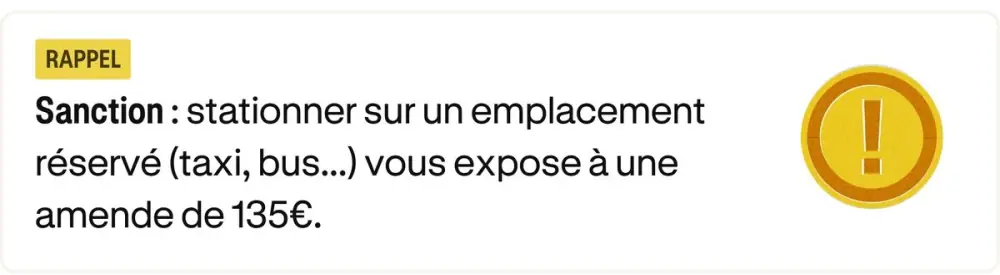 RAPPEL
Sanction : stationner sur un emplacement
réservé (taxi, bus...) vous expose à une
amende de 135€.
!